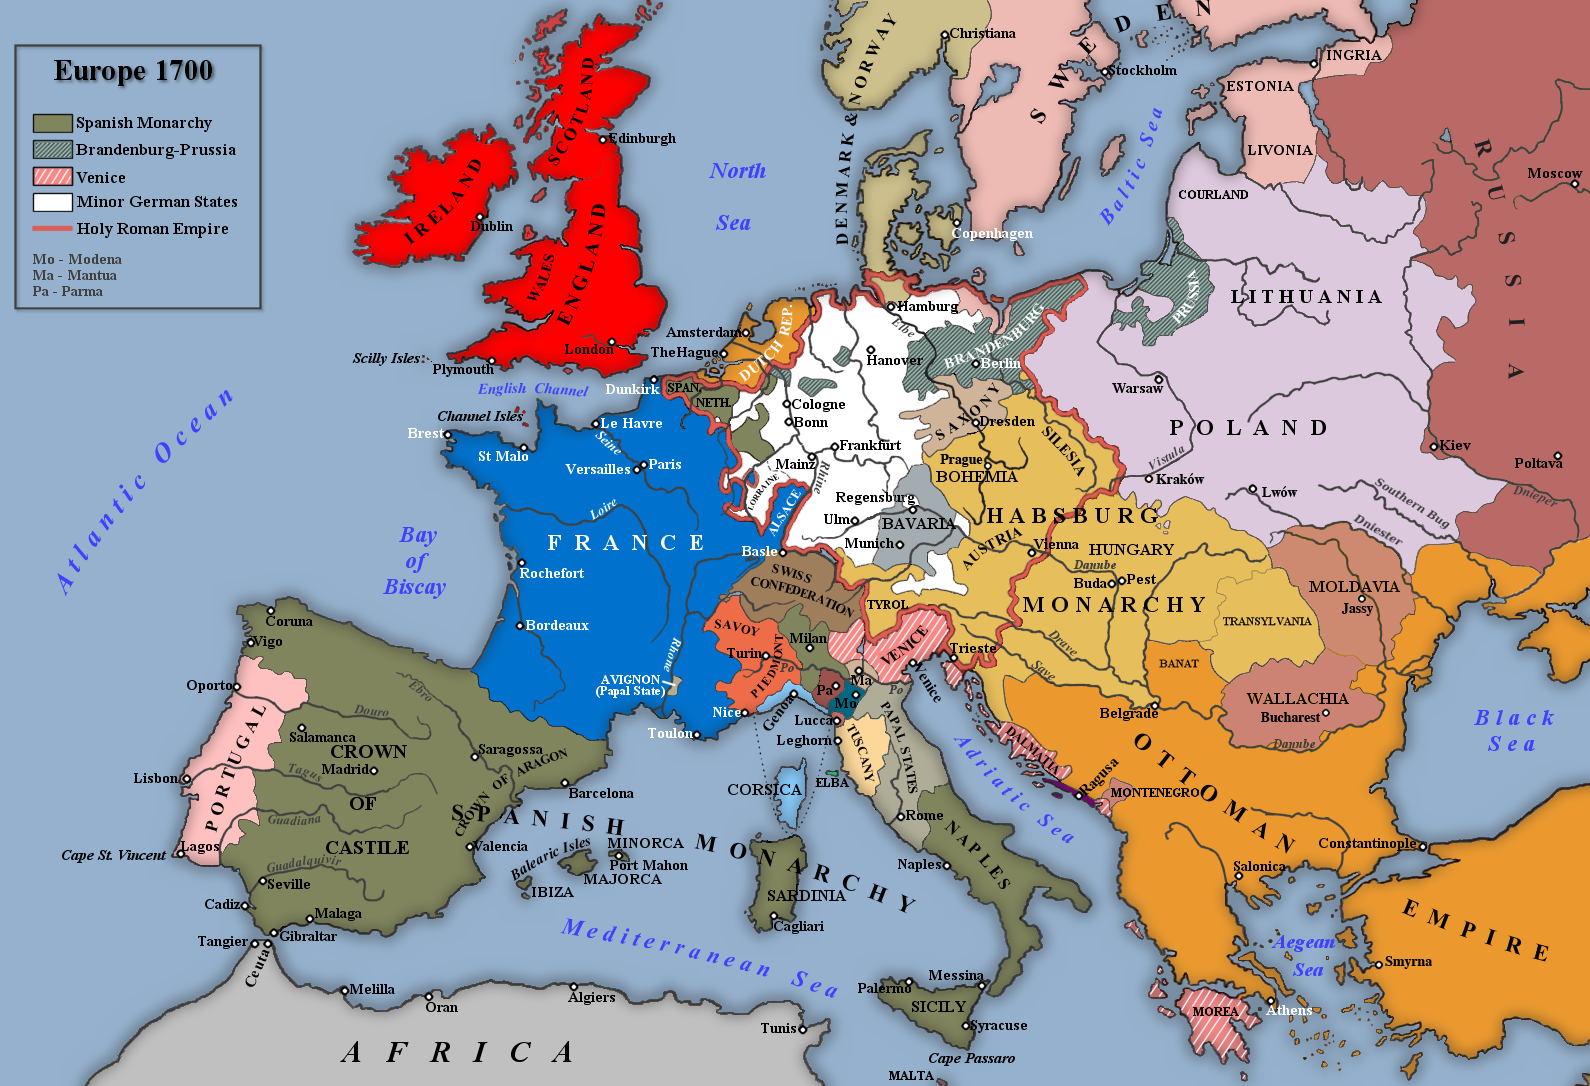 Europe 1700
Spanish Monarchy
Brandenburg-Prussia
Venice
Minor German States
Holy Roman Empire
Mo - Modena
Ma - Mantua
Pa - Parma
NORWAY
DENMARK &
Christiana
SWEDEN
Stockholm
INGRIA
ESTONIA
LIVONIA
RUSSIA
Moscow
SCOTLAND
Edinburgh
North
Sea
Baltic Sea
COURLAND
IRELAND
Dublin
WALES
ENGLAND
London
Plymouth
Scilly Isles
Copenhagen
LITHUANIA
PRUSSIA
Hamburg
Elbe
BRANDENBURG
Berlin
Hanover
Amsterdam
The Hague
DUTCH REP.
English Channel
Dunkirk
SPAN.
NETH.
Channel Isles
Warsaw
POLAND
Vistula
Kiev
Poltava
Kraków
Lwów
Southern Bug
Dnieper
Dniester
Cologne
Bonn
Frankfurt
Mainz
Rhine
SAXONY
Dresden
SILESIA
Prague
BOHEMIA
Brest
St Malo
Le Havre
Seine
Versailles
Paris
LORRAINE
ALSACE
Regensburg
Ulm
BAVARIA
Munich
HABSBURG
AUSTRIA
Vienna
HUNGARY
Danube
Buda
Pest
MONARCHY
Loire
FRANCE
Basle
SWISS
CONFEDERATION
TYROL
Atlantic Ocean
Bay
of
Biscay
Rochefort
Bordeaux
Rhone
SAVOY
Turin
PIEDMONT
Milan
Po
VENICE
Venice
Trieste
Drave
Save
MOLDAVIA
Jassy
TRANSYLVANIA
BANAT
WALLACHIA
Bucharest
Danube
Belgrade
Black
Sea
AVIGNON
(Papal State)
Nice
Toulon
Genoa
Pa
Ma
Mo
Po
Lucca
Leghorn
TUSCANY
PAPAL STATES
ELBA
CORSICA
Rome
Adriatic Sea
DALMATIA
Ragusa
MONTENEGRO
OTTOMAN
EMPIRE
Constantinople
Salonica
Coruna
Vigo
Oporto
Ebro
Douro
Salamanca
CROWN
Madrid
Saragossa
CROWN OF ARAGON
Barcelona
Lisbon
PORTUGAL
Tagus
OF
Guadiana
CASTILE
Valencia
Lagos
Cape St. Vincent
Guadalquivir
Seville
Cadiz
Malaga
Gibraltar
Tangier
Ceuta
SPANISH
MONARCHY
Balearic Isles
MINORCA
Port Mahon
MAJORCA
IBIZA
SARDINIA
Cagliari
Naples
NAPLES
Mediterranean Sea
Messina
Palermo
SICILY
Syracuse
Cape Passaro
MALTA
Aegean
Sea
Smyrna
Athens
MOREA
Melilla
Oran
Algiers
Tunis
AFRICA